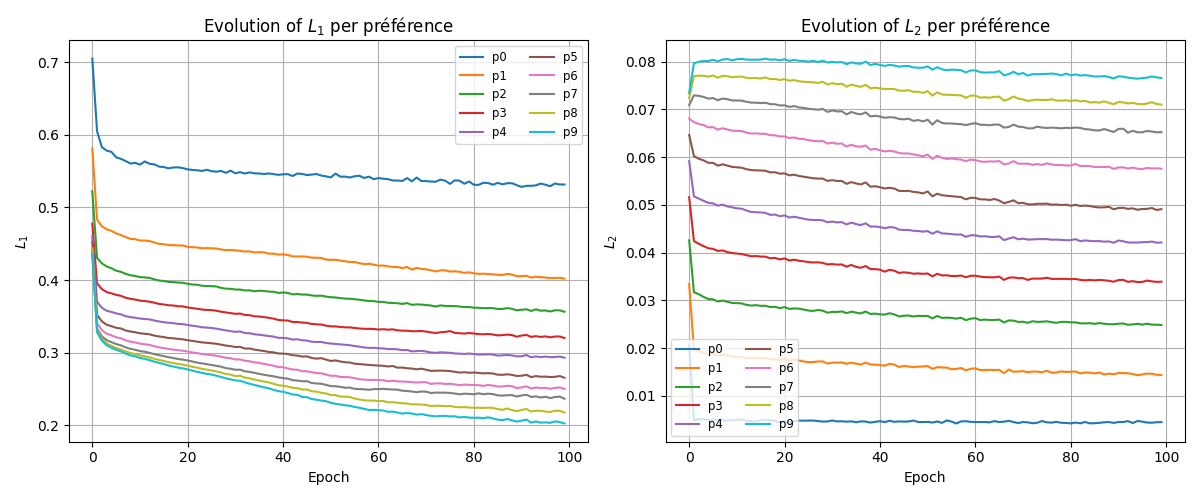 Evolution of L₁ per préférence
L₁
0.7
0.6
0.5
0.4
0.3
0.2
0 20 40 60 80 100
Epoch
p0 p5
p1 p6
p2 p7
p3 p8
p4 p9
Evolution of L₂ per préférence
L₂
0.08
0.07
0.06
0.05
0.04
0.03
0.02
0.01
p0 p5
p1 p6
p2 p7
p3 p8
p4 p9
0 20 40 60 80 100
Epoch